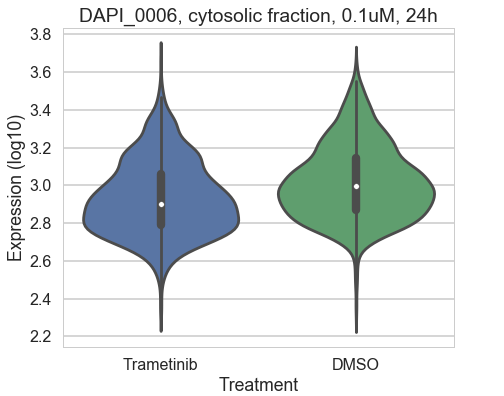 DAPI_0006, cytosolic fraction, 0.1uM, 24h
Expression (log10)
3.8
3.6
3.4
3.2
3.0
2.8
2.6
2.4
2.2
Trametinib DMSO
Treatment